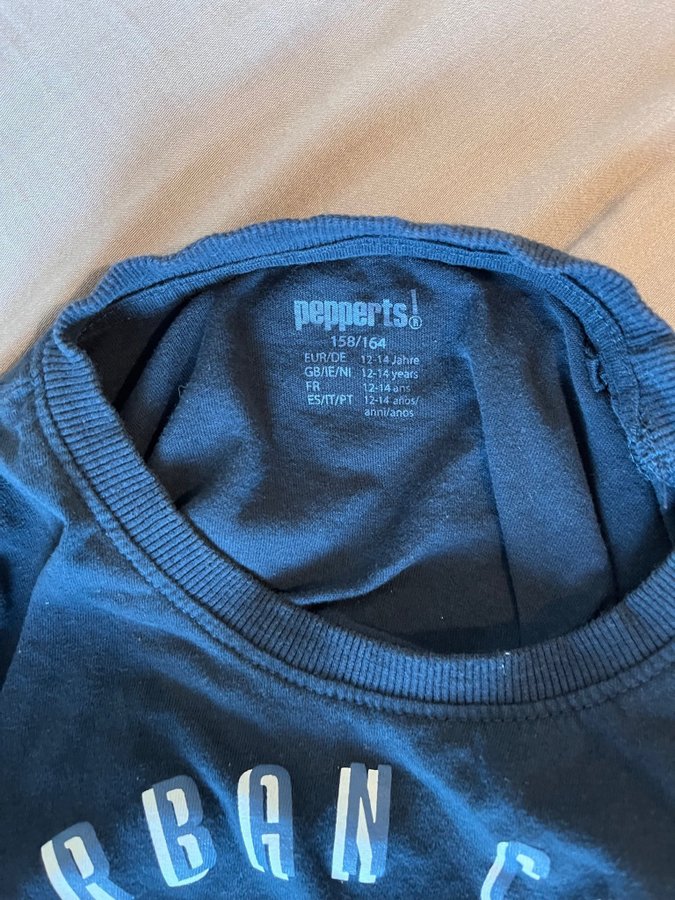 pepperts!®
158/164
EUR/DE 12-14 Jahre
GB/IE/NI 12-14 years
FR 12-14 ans
ES/IT/PT 12-14 años/
anni/anos
RBAN C